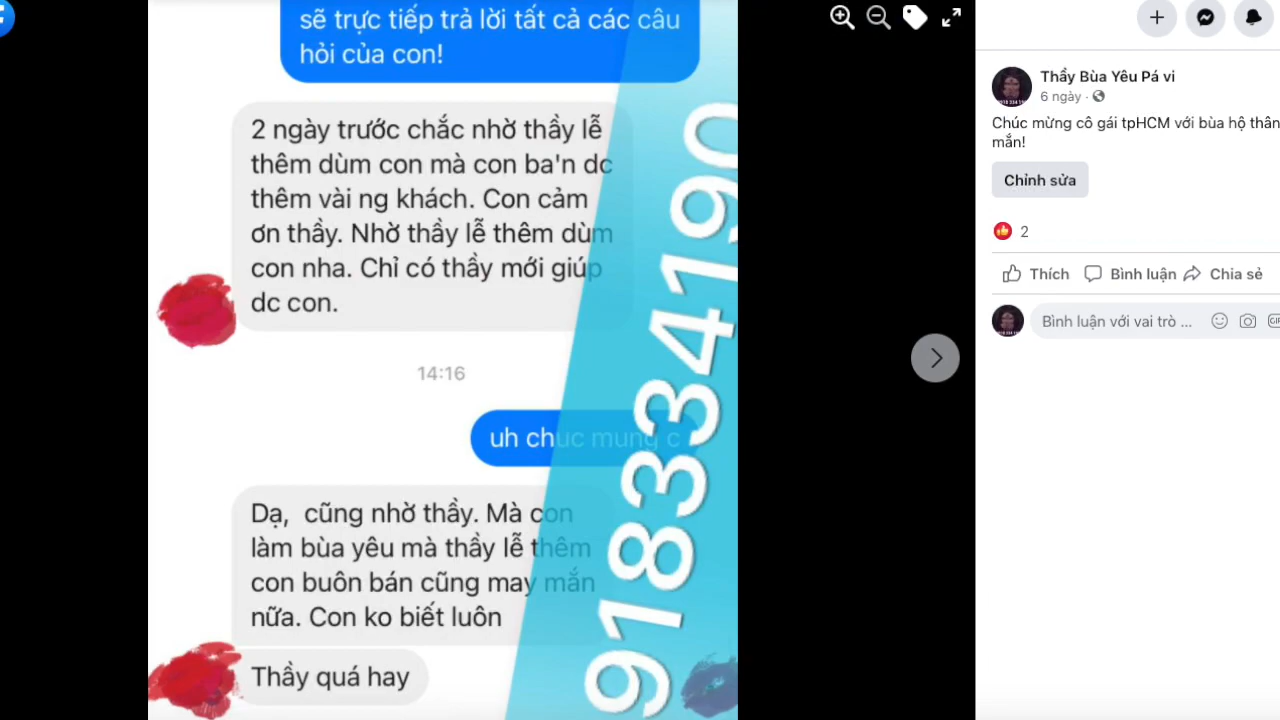 sẽ trực tiếp trả lời tất cả các câu
hỏi của con!
2 ngày trước chắc nhờ thầy lễ
thêm dùm con mà con ba'n dc
thêm vài ng khách. Con cảm
ơn thầy. Nhờ thầy lễ thêm dùm
con nha. Chỉ có thầy mới giúp
dc con.
14:16
uh chuc mung c
Dạ, cũng nhờ thầy. Mà con
làm bùa yêu mà thầy lễ thêm
con buôn bán cũng may mắn
nữa. Con ko biết luôn
Thầy quá hay
918334190
Thầy Bùa Yêu Pá vi
6 ngày
Chúc mừng cô gái tpHCM với bùa hộ thân
mắn!
Chỉnh sửa
2
Thích Bình luận Chia sẻ
Bình luận với vai trò ...